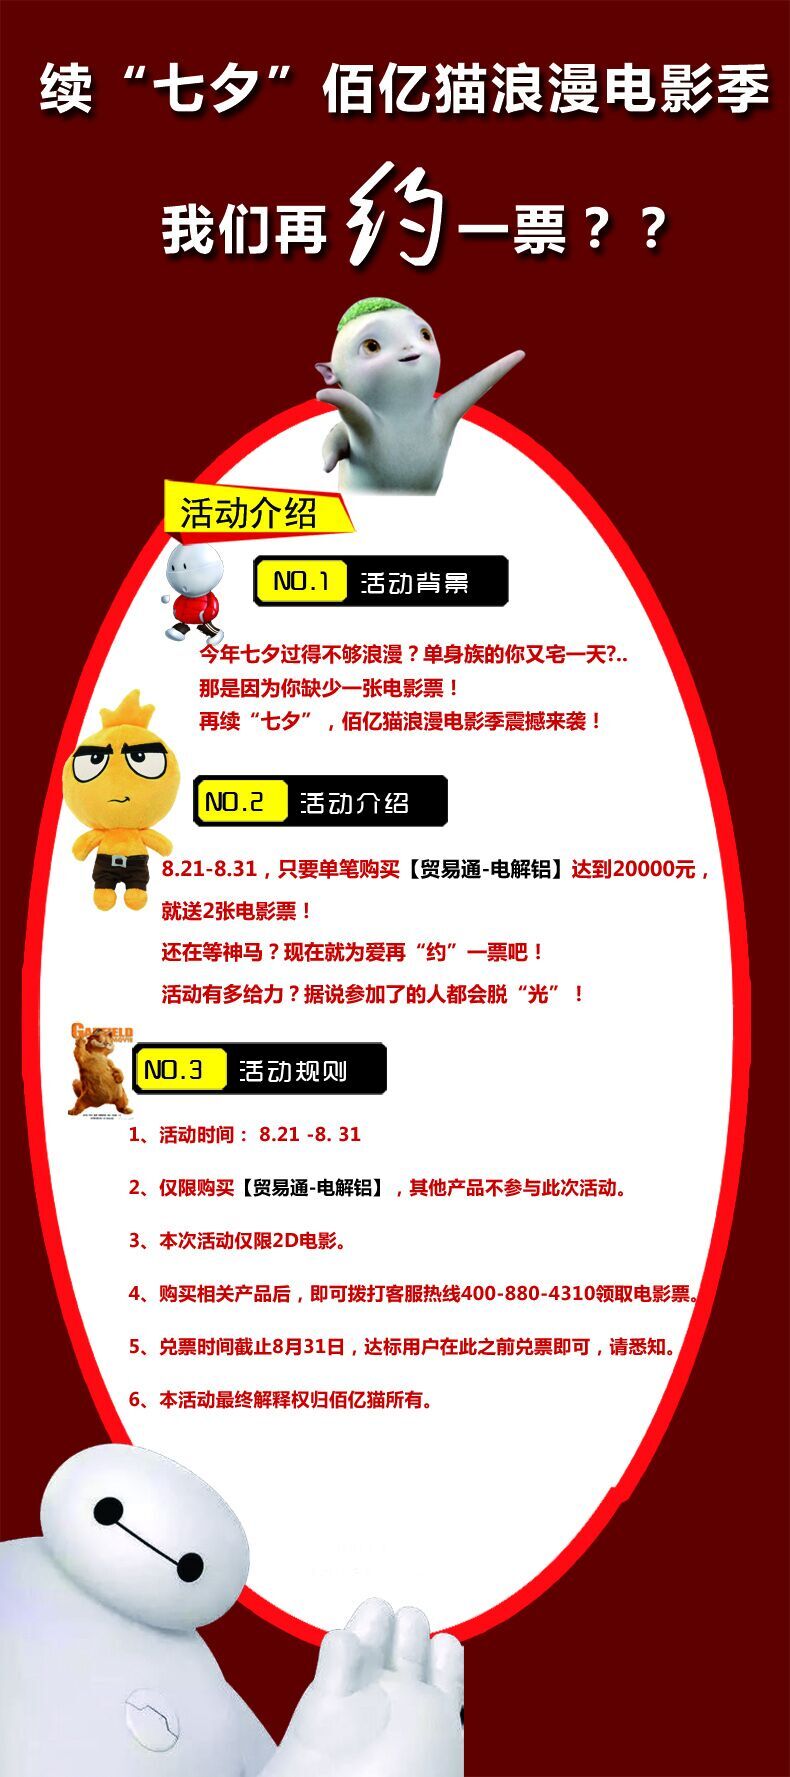 续“七夕”佰亿猫浪漫电影季
我们再约一票？？
活动介绍
NO.1 活动背景
今年七夕过得不够浪漫？单身族的你又宅一天?..
那是因为你缺少一张电影票！
再续“七夕”，佰亿猫浪漫电影季震撼来袭！
NO.2 活动介绍
8.21-8.31，只要单笔购买【贸易通-电解铝】达到20000元，
就送2张电影票！
还在等神马？现在就为爱再“约”一票吧！
活动有多给力？据说参加了的人都会脱“光”！
GARFIELD
MOVIE
NO.3 活动规则
1、活动时间： 8.21 -8. 31
2、仅限购买【贸易通-电解铝】，其他产品不参与此次活动。
3、本次活动仅限2D电影。
4、购买相关产品后，即可拨打客服热线400-880-4310领取电影票。
5、兑票时间截止8月31日，达标用户在此之前兑票即可，请悉知。
6、本活动最终解释权归佰亿猫所有。